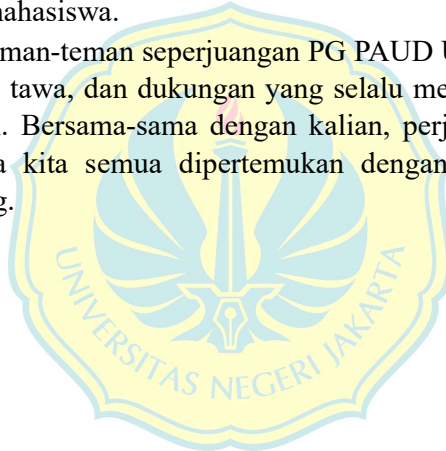 mahasiswa.
man-teman seperjuangan PG PAUD U
tawa, dan dukungan yang selalu me
. Bersama-sama dengan kalian, perj
kita semua dipertemukan dengan
g.
UNIVERSITAS NEGERI JAKARTA